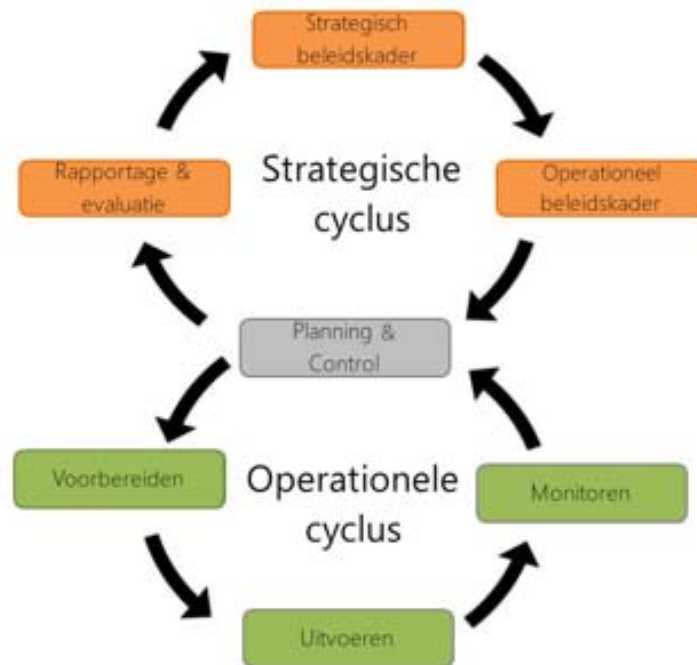 Strategisch
beleidskader
Rapportage &
evaluatie
Strategische
cyclus
Operationeel
beleidskader
Planning &
Control
Voorbereiden
Operationele
cyclus
Monitoren
Uitvoeren